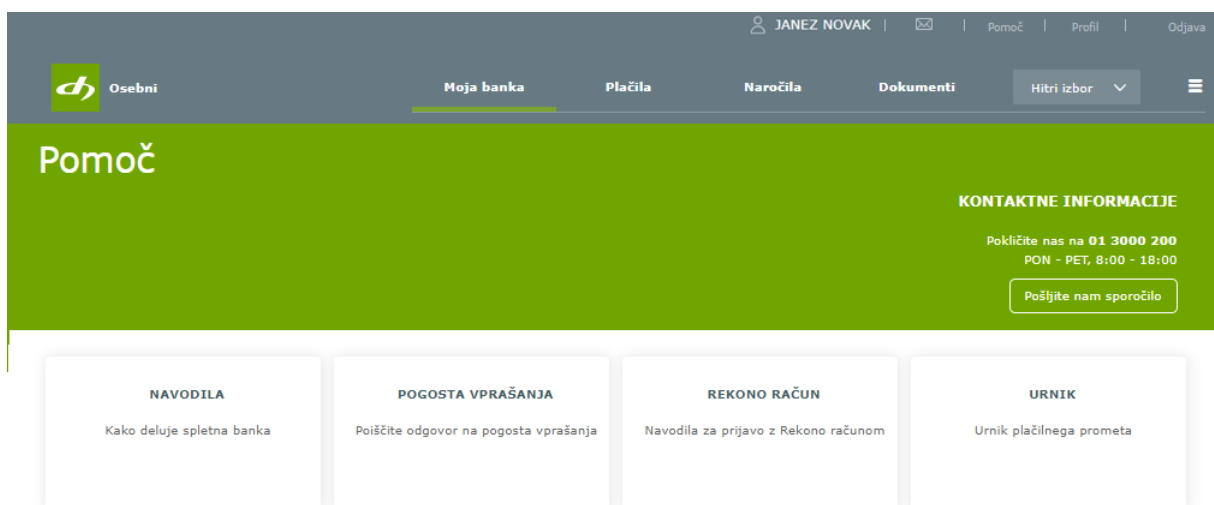 JANEZ NOVAK | | Pomoč | Profil | Odjava
dh Osebni Moja banka Plačila Naročila Dokumenti Hitri izbor
Pomoč
KONTAKTNE INFORMACIJE
Pokličite nas na 01 3000 200
PON - PET, 8:00 - 18:00
Pošljite nam sporočilo
NAVODILA
Kako deluje spletna banka
POGOSTA VPRAŠANJA
Poiščite odgovor na pogosta vprašanja
REKONO RAČUN
Navodila za prijavo z Rekono računom
URNIK
Urnik plačilnega prometa